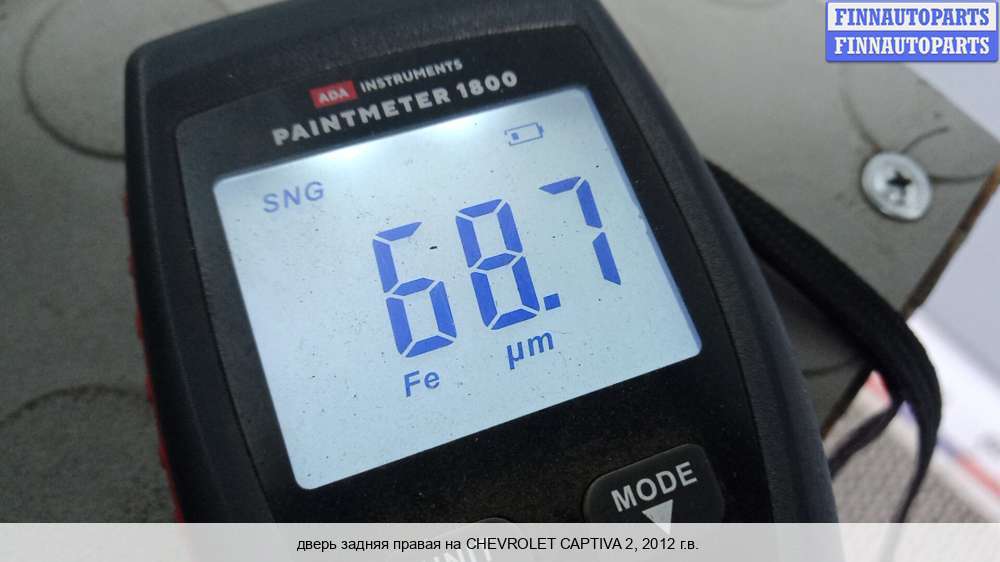 FINNAUTOPARTS
FINNAUTOPARTS
ADA INSTRUMENTS
PAINTMETER 1800
SNG
68.7
Fe
µm
MODE
UNIT
дверь задняя правая на CHEVROLET CAPTIVA 2, 2012 г.в.